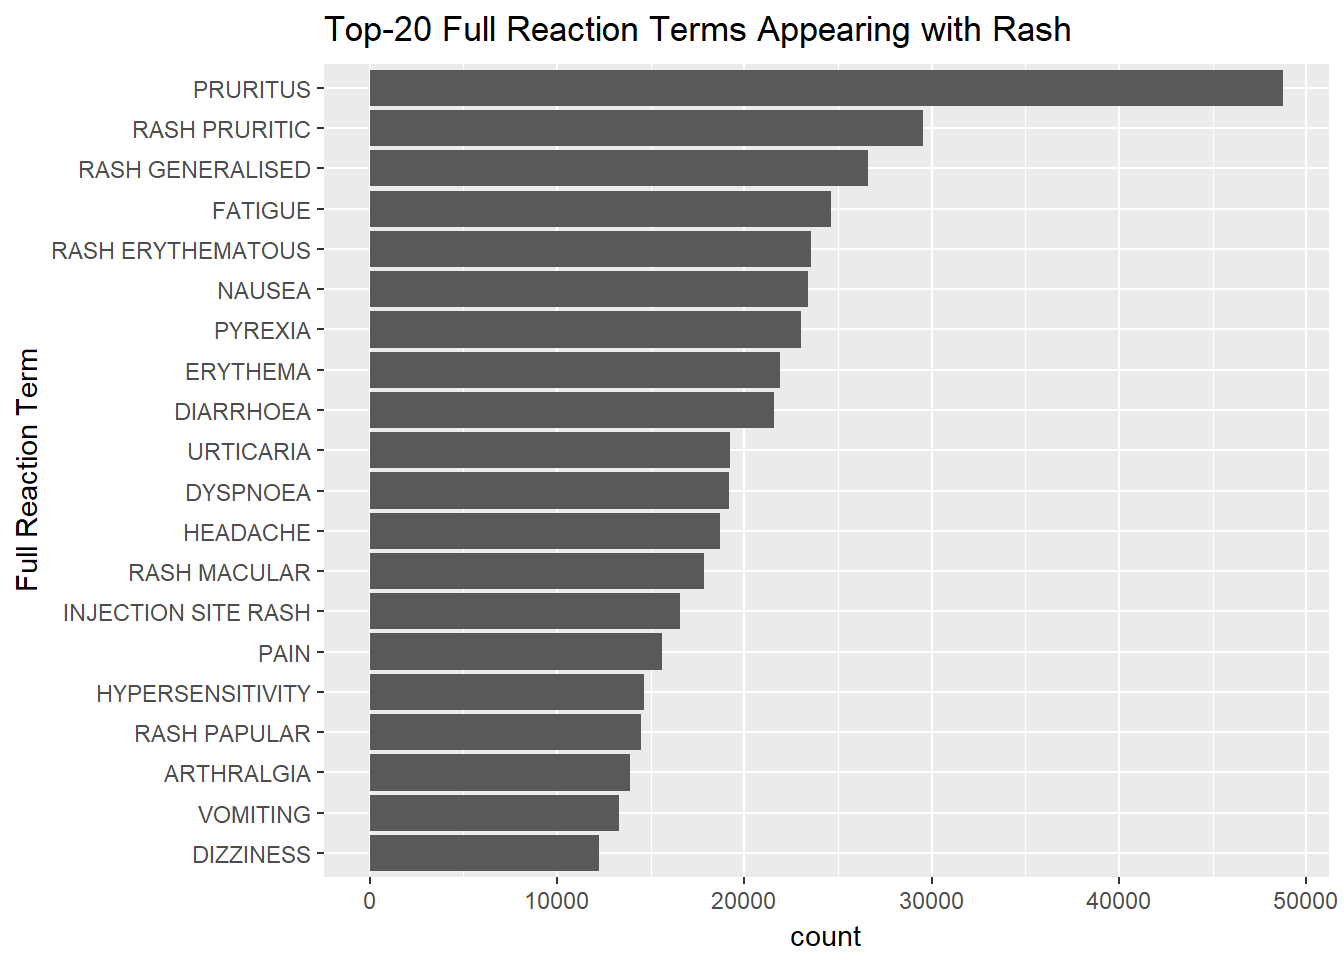 Top-20 Full Reaction Terms Appearing with Rash
Full Reaction Term
PRURITUS
RASH PRURITIC
RASH GENERALISED
FATIGUE
RASH ERYTHEMATOUS
NAUSEA
PYREXIA
ERYTHEMA
DIARRHOEA
URTICARIA
DYSPNOEA
HEADACHE
RASH MACULAR
INJECTION SITE RASH
PAIN
HYPERSENSITIVITY
RASH PAPULAR
ARTHRALGIA
VOMITING
DIZZINESS
0 10000 20000 30000 40000 50000
count